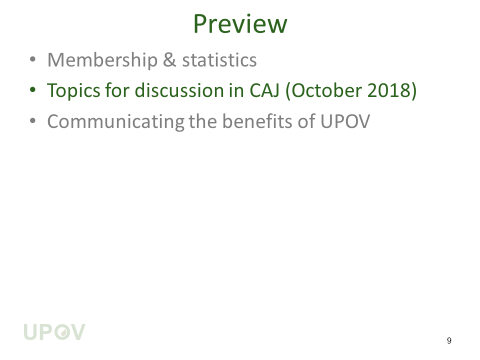 Preview
• Membership & statistics
• Topics for discussion in CAJ (October 2018)
• Communicating the benefits of UPOV
UPOV
9